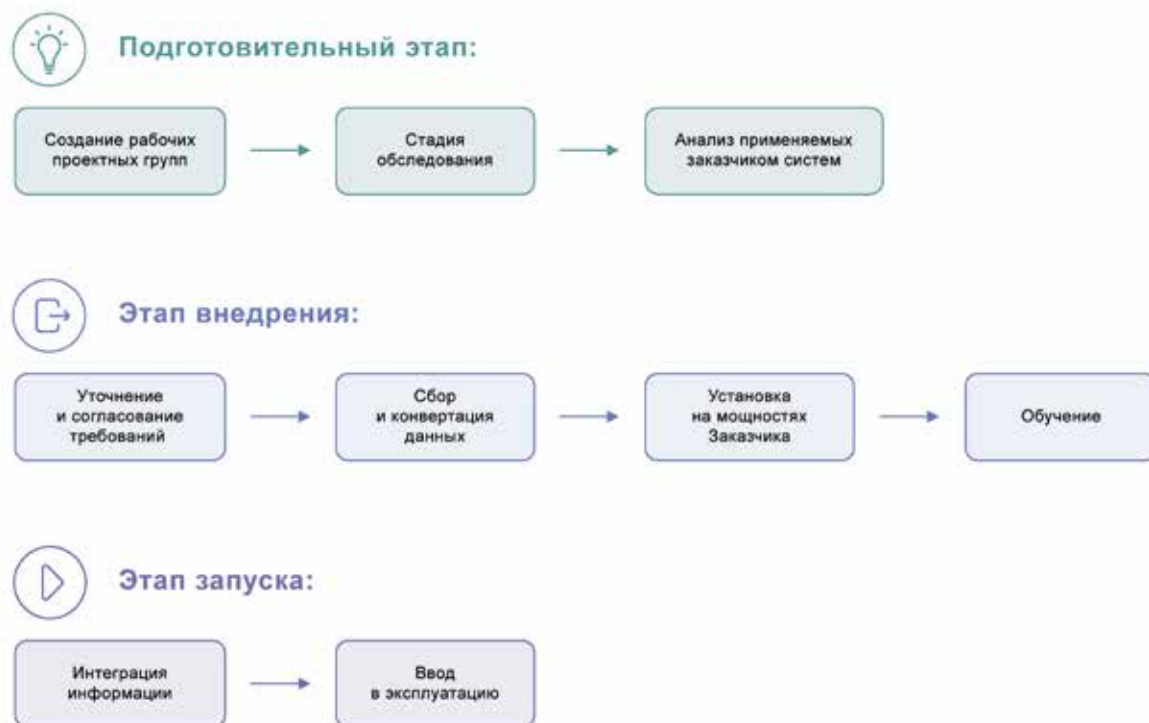 Подготовительный этап:
Создание рабочих
проектных групп
Стадия
обследования
Анализ применяемых
заказчиком систем
Этап внедрения:
Уточнение
и согласование
требований
Сбор
и конвертация
данных
Установка
на мощностях
Заказчика
Обучение
Этап запуска:
Интеграция
информации
Ввод
в эксплуатацию